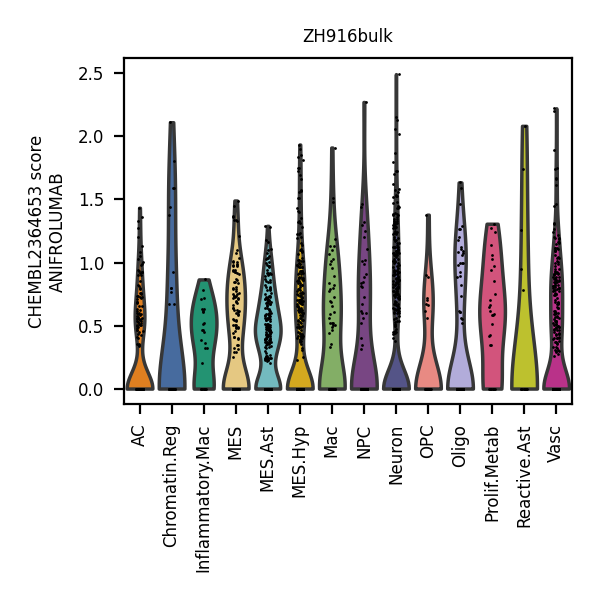 ZH916bulk
CHEMBL2364653 score
ANIFROLUMAB
2.5
2.0
1.5
1.0
0.5
0.0
AC
Chromatin.Reg
Inflammatory.Mac
MES
MES.Ast
MES.Hyp
Mac
NPC
Neuron
OPC
Oligo
Prolif.Metab
Reactive.Ast
Vasc